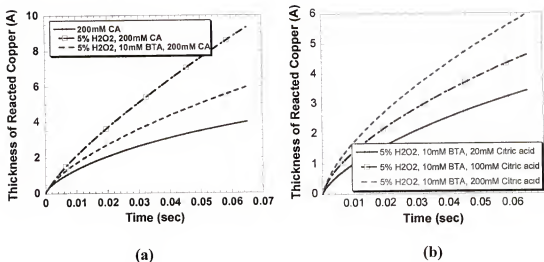 Thickness of Reacted Copper (A)
10
8
6
4
2
0
200mM CA
5% H2O2, 200mM CA
5% H2O2, 10mM BTA, 200mM CA
0 0.01 0.02 0.03 0.04 0.05 0.06 0.07
Time (sec)
(a)
Thickness of Reacted Copper (A)
6
5
4
3
2
1
0
5% H2O2, 10mM BTA, 20mM Citric acid
5% H2O2, 10mM BTA, 100mM Citric acid
5% H2O2, 10mM BTA, 200mM Citric acid
0.01 0.02 0.03 0.04 0.05 0.06 0.07
Time (sec)
(b)